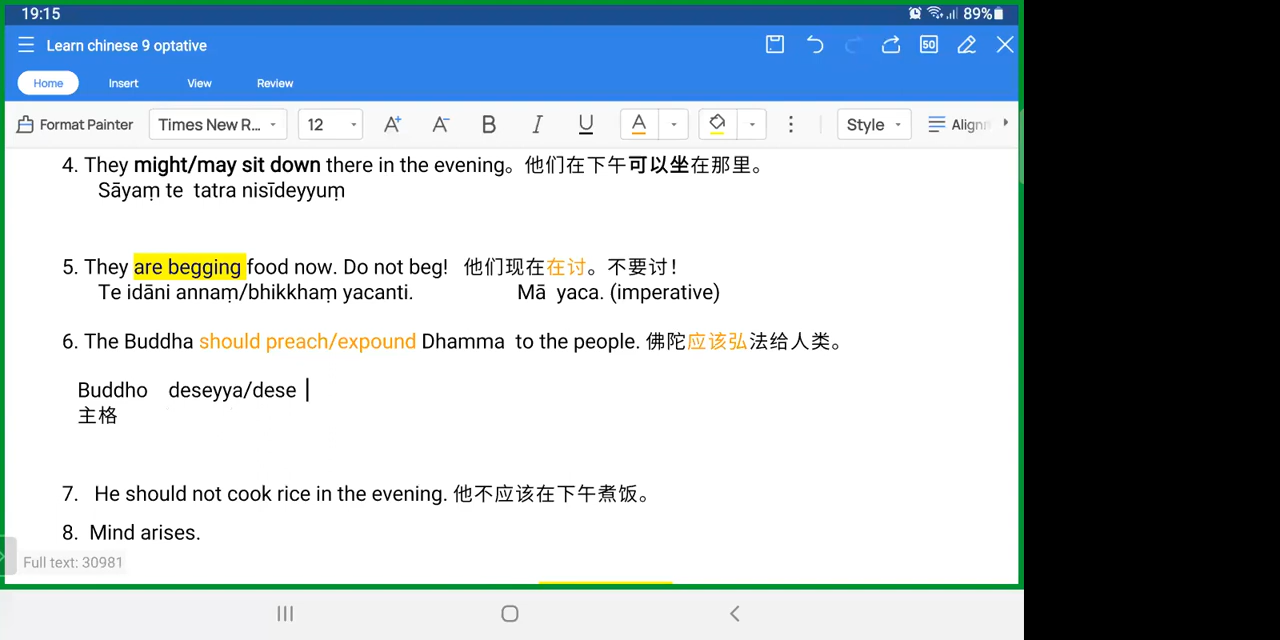 19:15
89%
Learn chinese 9 optative
50
Home Insert View Review
Format Painter Times New R... 12 A+ A- B I U A Style Align
4. They might/may sit down there in the evening。他们在下午可以坐在那里。
Sāyaṃ te tatra nisīdeyyuṃ
5. They are begging food now. Do not beg! 他们现在在讨。不要讨！
Te idāni annaṃ/bhikkhaṃ yacanti. Mā yaca. (imperative)
6. The Buddha should preach/expound Dhamma to the people. 佛陀应该弘法给人类。
Buddho deseyya/dese
主格
7. He should not cook rice in the evening. 他不应该在下午煮饭。
8. Mind arises.
Full text: 30981